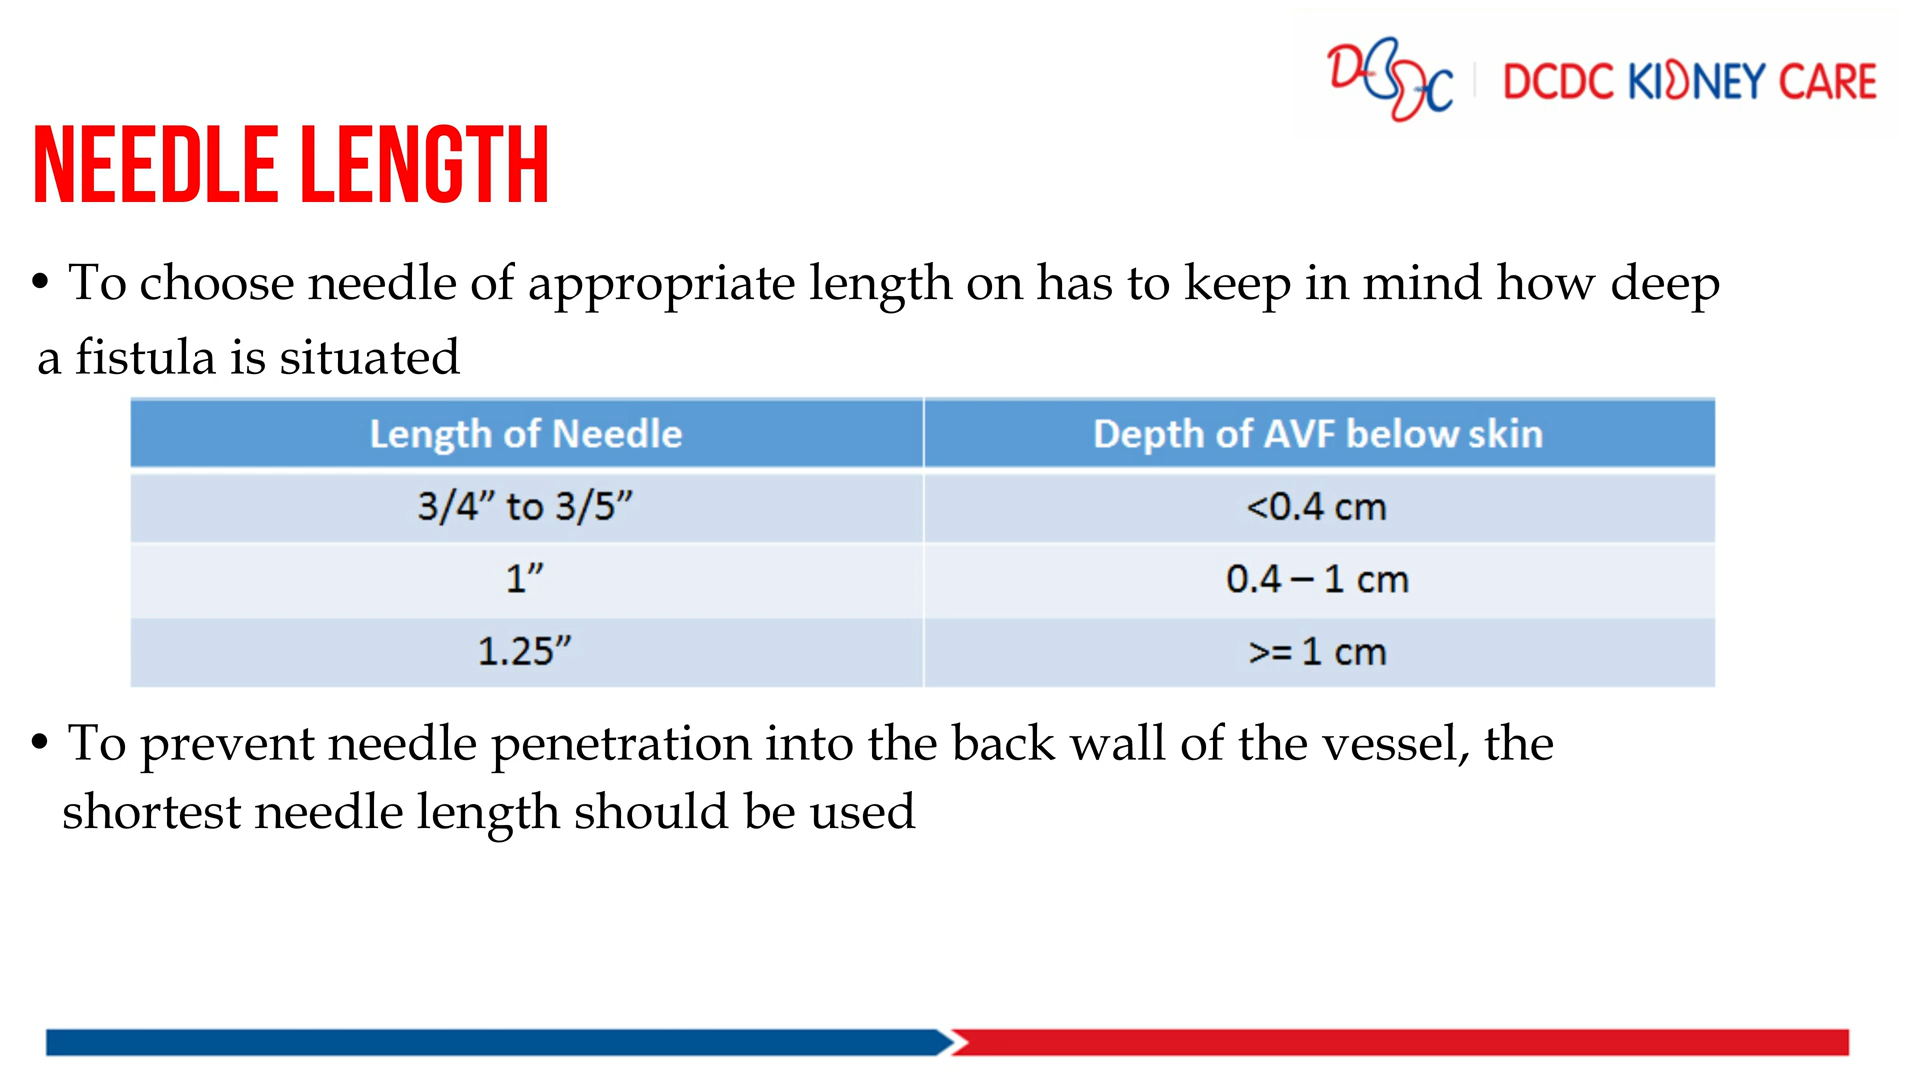 DCDC | DCDC KIDNEY CARE
NEEDLE LENGTH
• To choose needle of appropriate length on has to keep in mind how deep
a fistula is situated
Length of Needle Depth of AVF below skin
3/4” to 3/5” <0.4 cm
1” 0.4 – 1 cm
1.25” >= 1 cm
• To prevent needle penetration into the back wall of the vessel, the
shortest needle length should be used